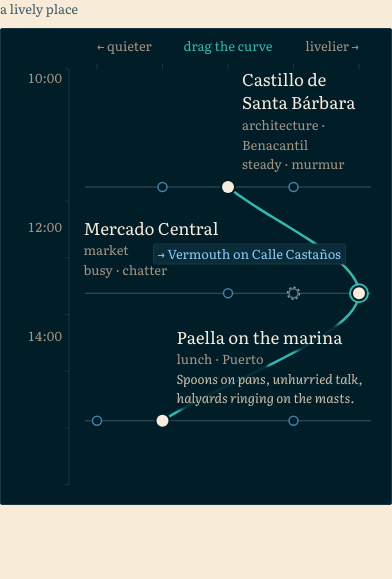 a lively place
← quieter
drag the curve
livelier →
10:00
Castillo de
Santa Bárbara
architecture ·
Benacantil
steady · murmur
12:00
Mercado Central
market
→ Vermouth on Calle Castaños
busy · chatter
14:00
Paella on the marina
lunch · Puerto
Spoons on pans, unhurried talk,
halyards ringing on the masts.